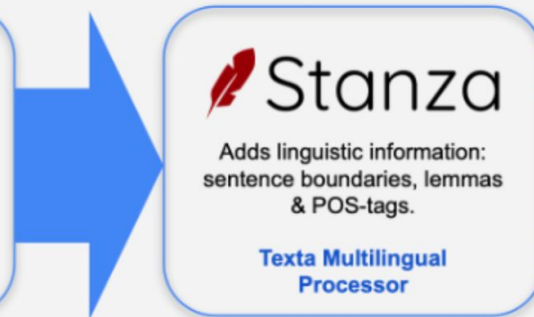 Stanza
Adds linguistic information:
sentence boundaries, lemmas
& POS-tags.
Texta Multilingual
Processor